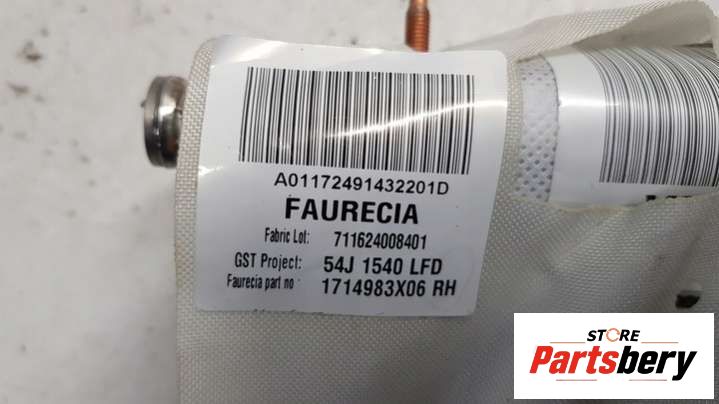 A01172491432201D
FAURECIA
Fabric Lot: 711624008401
GST Project: 54J 1540 LFD
Faurecia part no : 1714983X06 RH
STORE
Partsbery